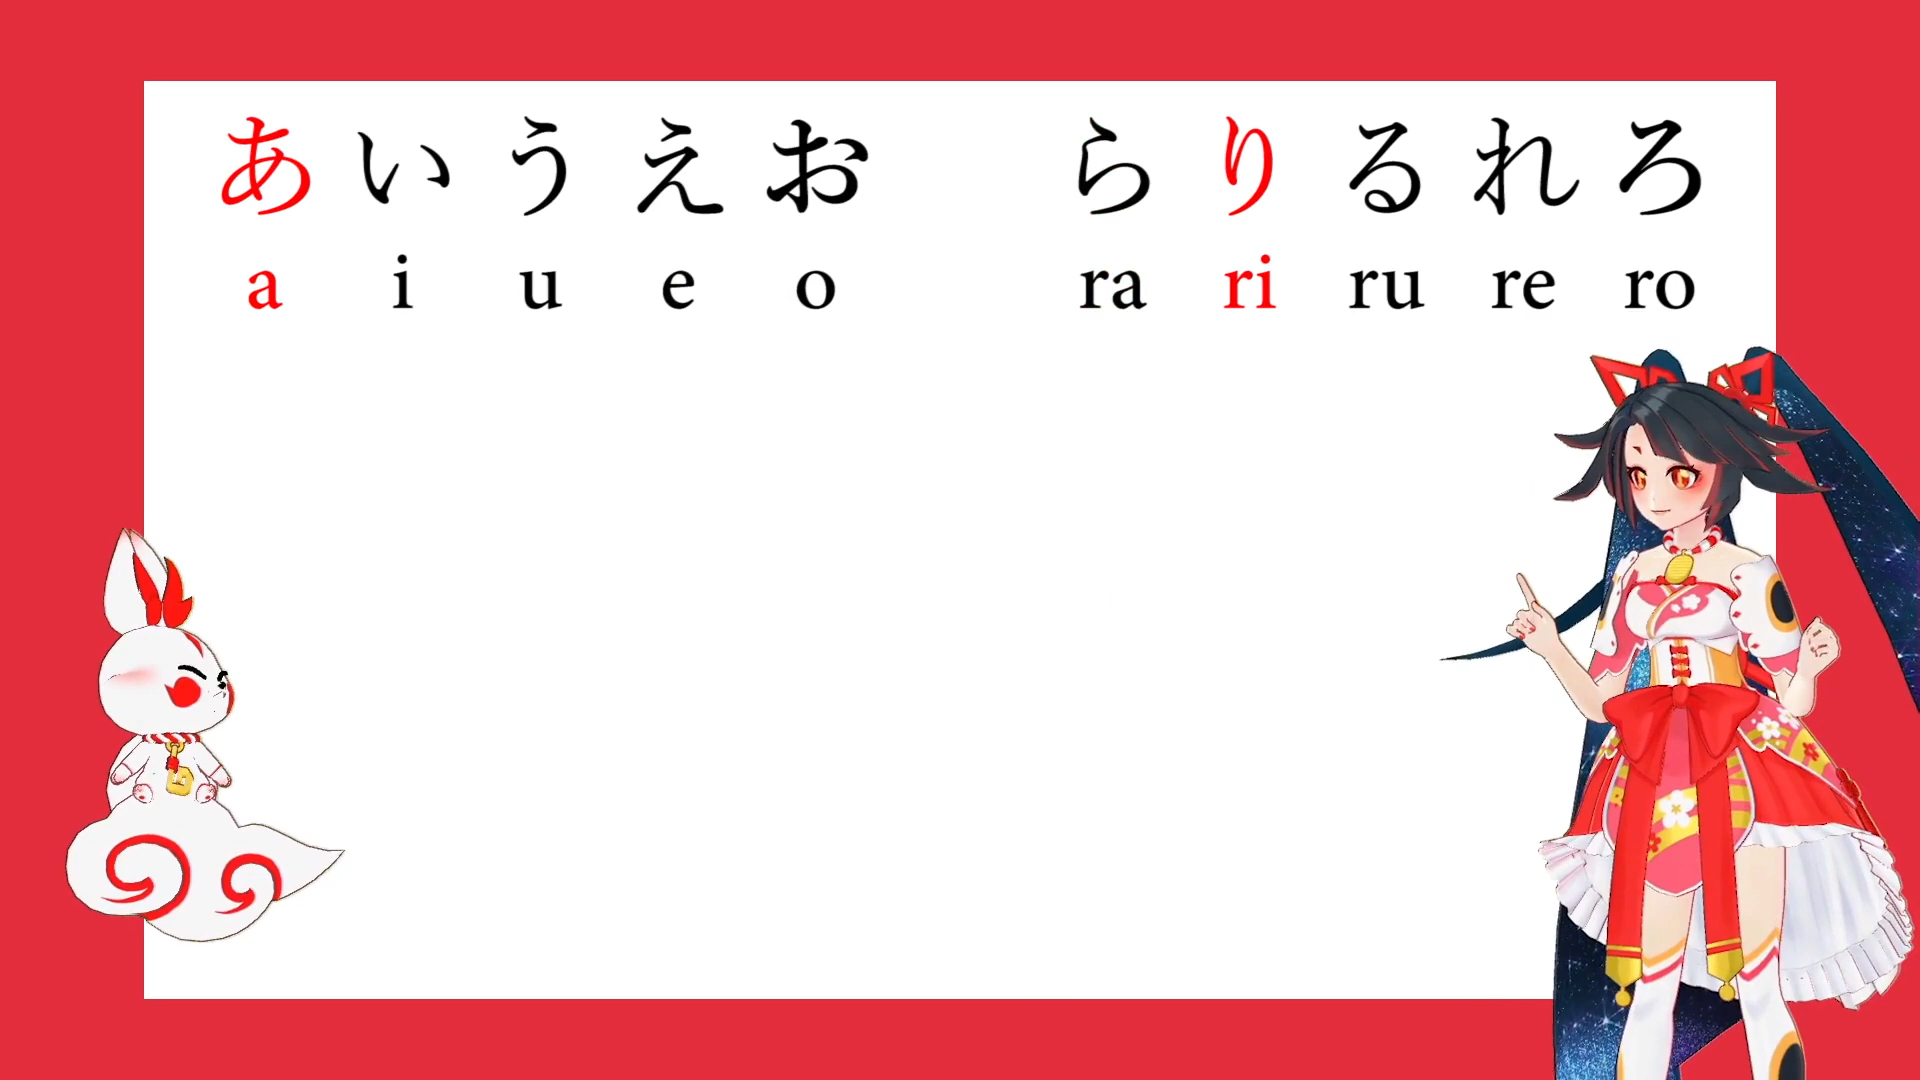 あ い う え お ら り る れ ろ
a i u e o ra ri ru re ro